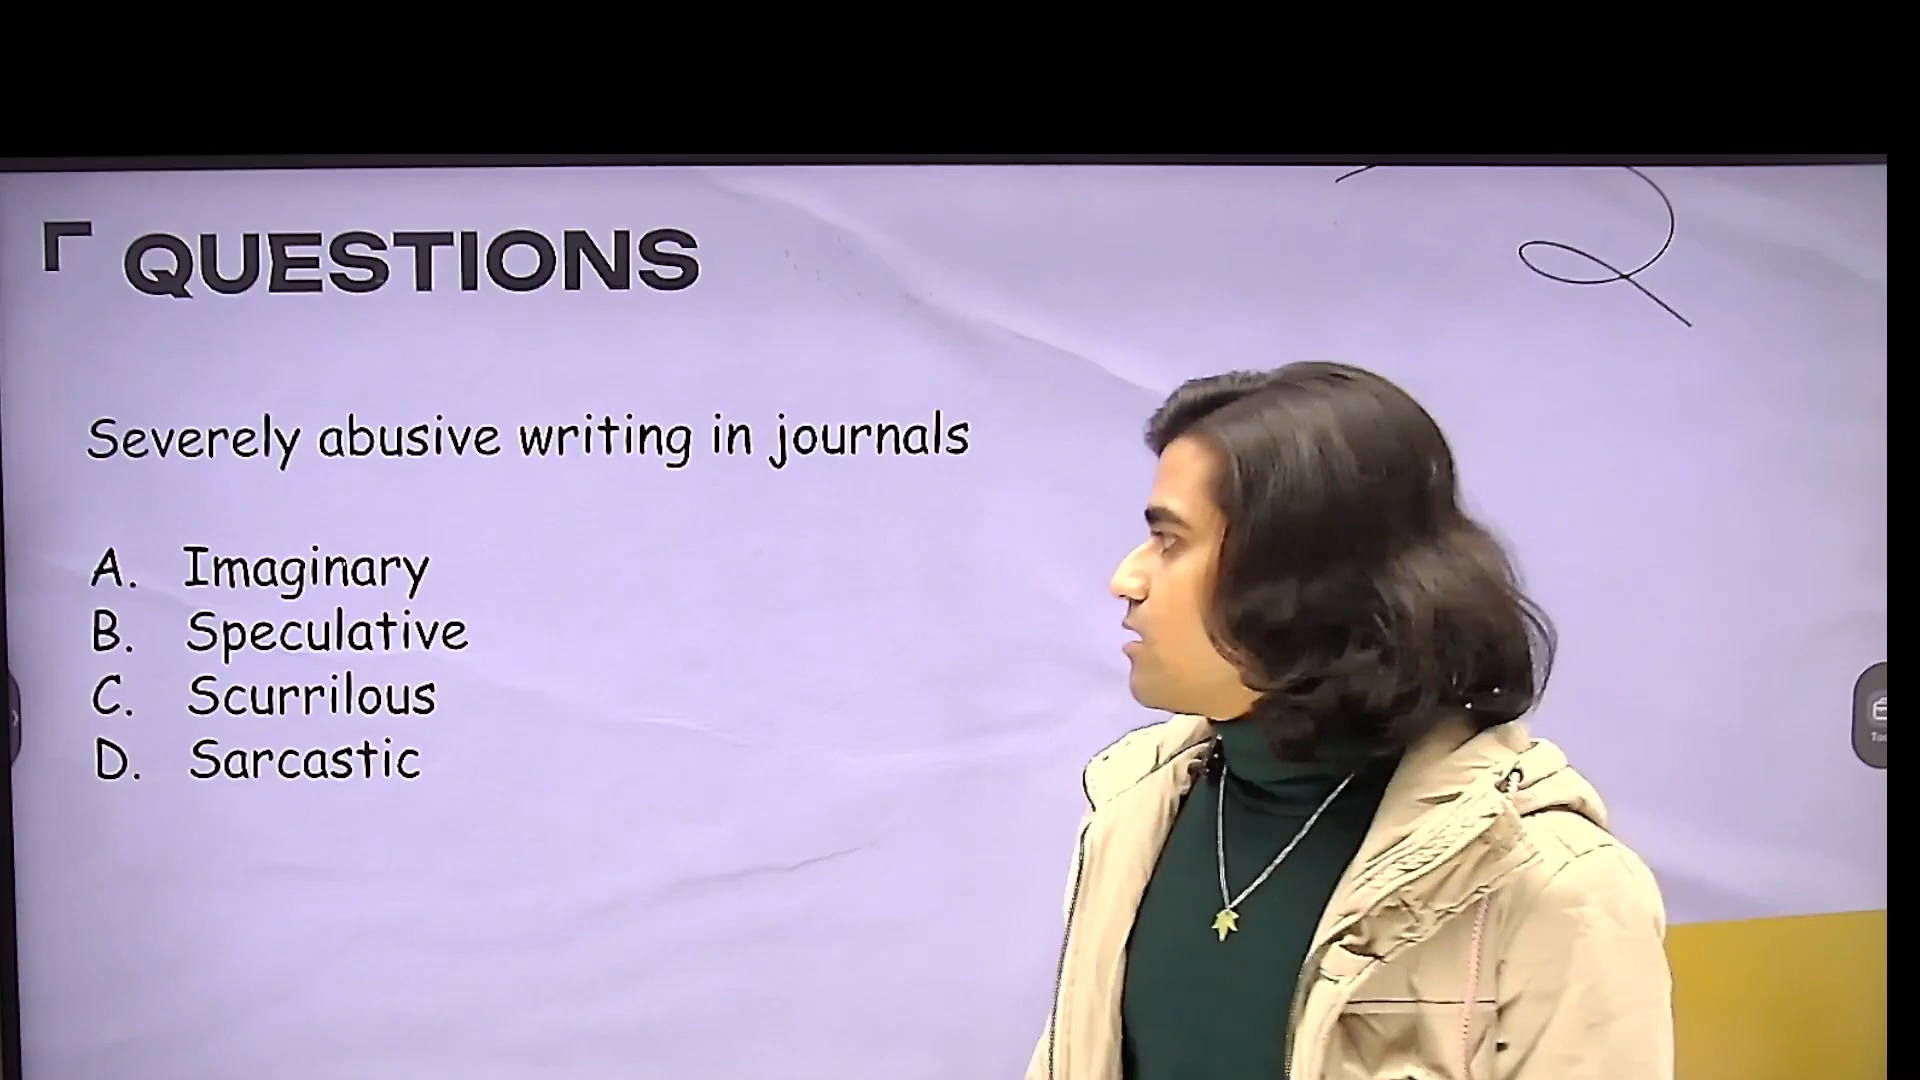 QUESTIONS
Severely abusive writing in journals
A. Imaginary
B. Speculative
C. Scurrilous
D. Sarcastic